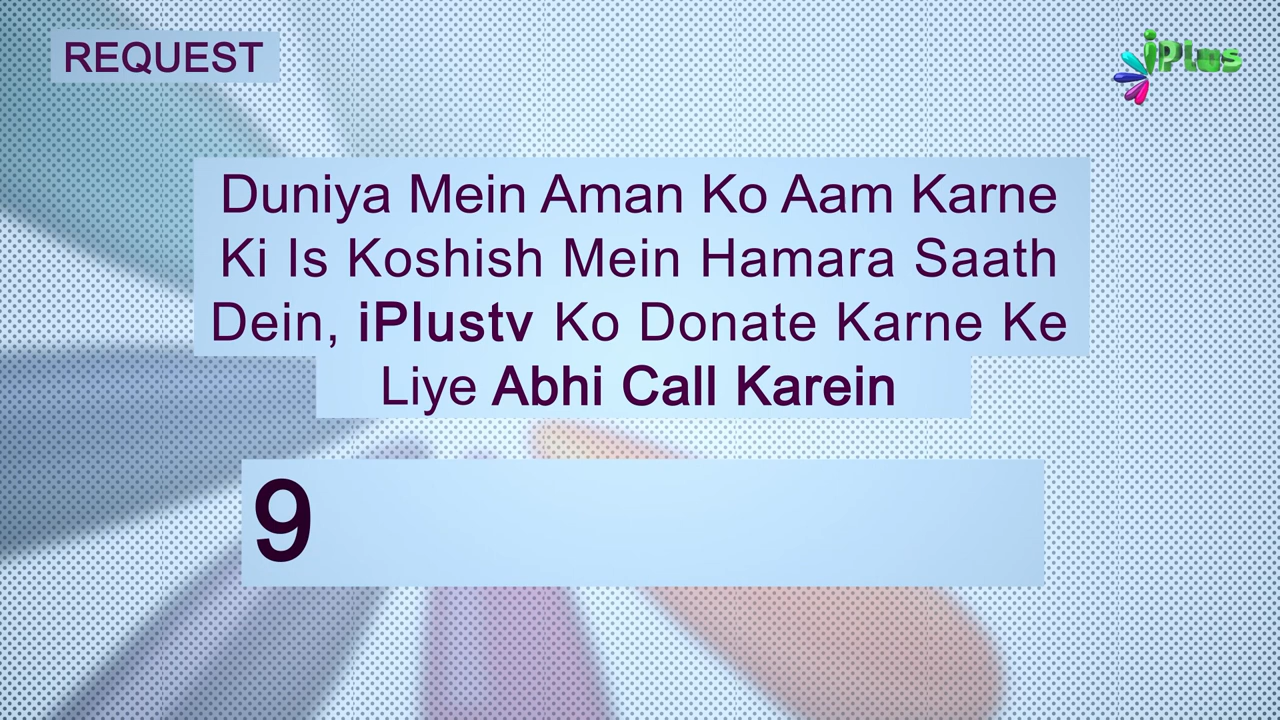 REQUEST
iPlus
Duniya Mein Aman Ko Aam Karne
Ki Is Koshish Mein Hamara Saath
Dein, iPlustv Ko Donate Karne Ke
Liye Abhi Call Karein
9